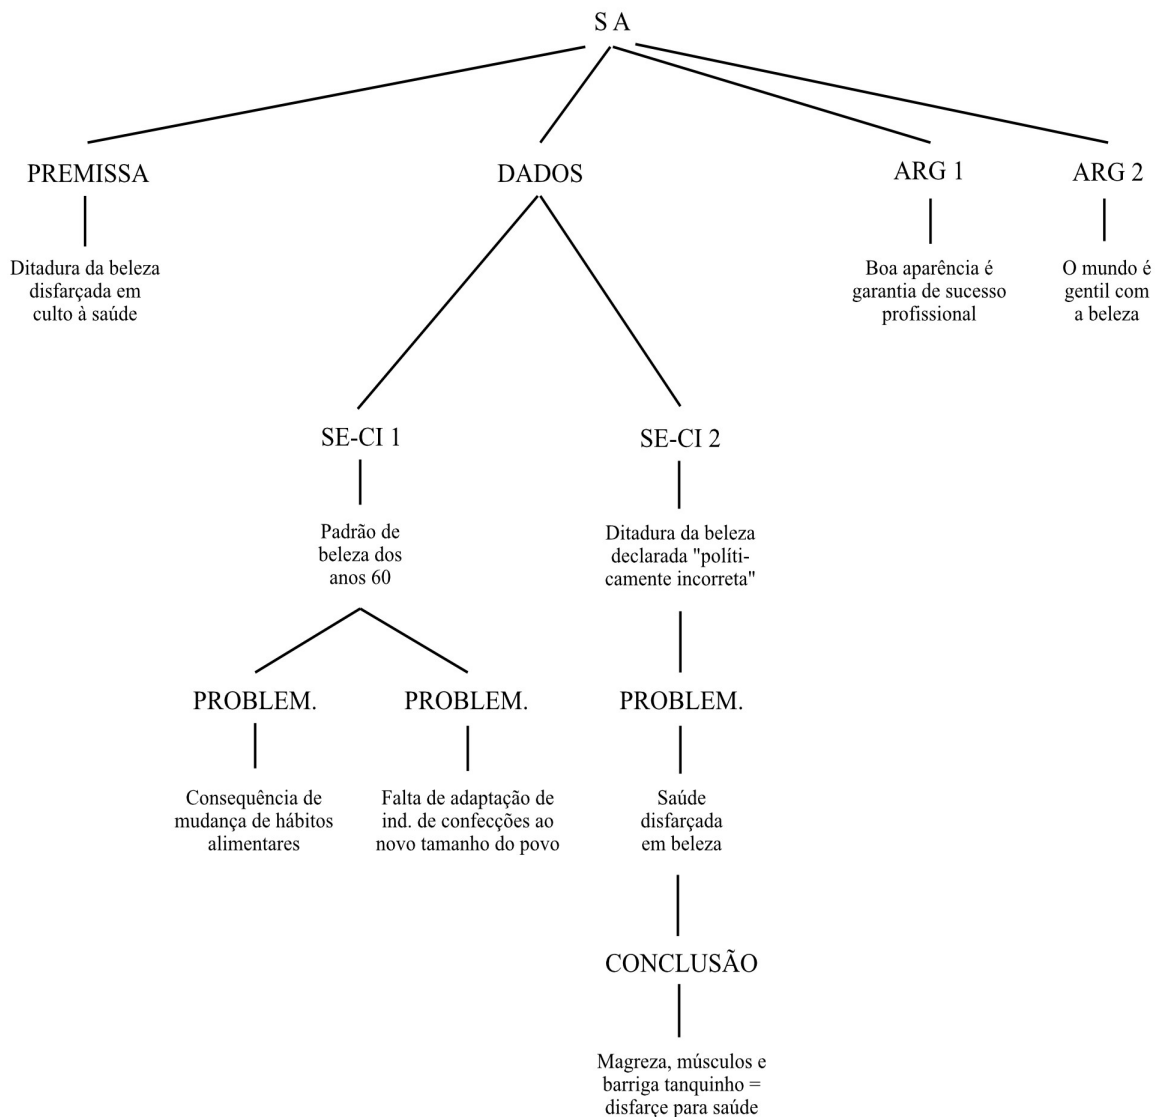 S A
PREMISSA
DADOS
ARG 1
ARG 2
Ditadura da beleza
disfarçada em
culto à saúde
Boa aparência é
garantia de sucesso
profissional
O mundo é
gentil com
a beleza
SE-CI 1
SE-CI 2
Padrão de
beleza dos
anos 60
Ditadura da beleza
declarada "políti-
camente incorreta"
PROBLEM.
PROBLEM.
PROBLEM.
Consequência de
mudança de hábitos
alimentares
Falta de adaptação de
ind. de confecções ao
novo tamanho do povo
Saúde
disfarçada
em beleza
CONCLUSÃO
Magreza, músculos e
barriga tanquinho =
disfarçe para saúde